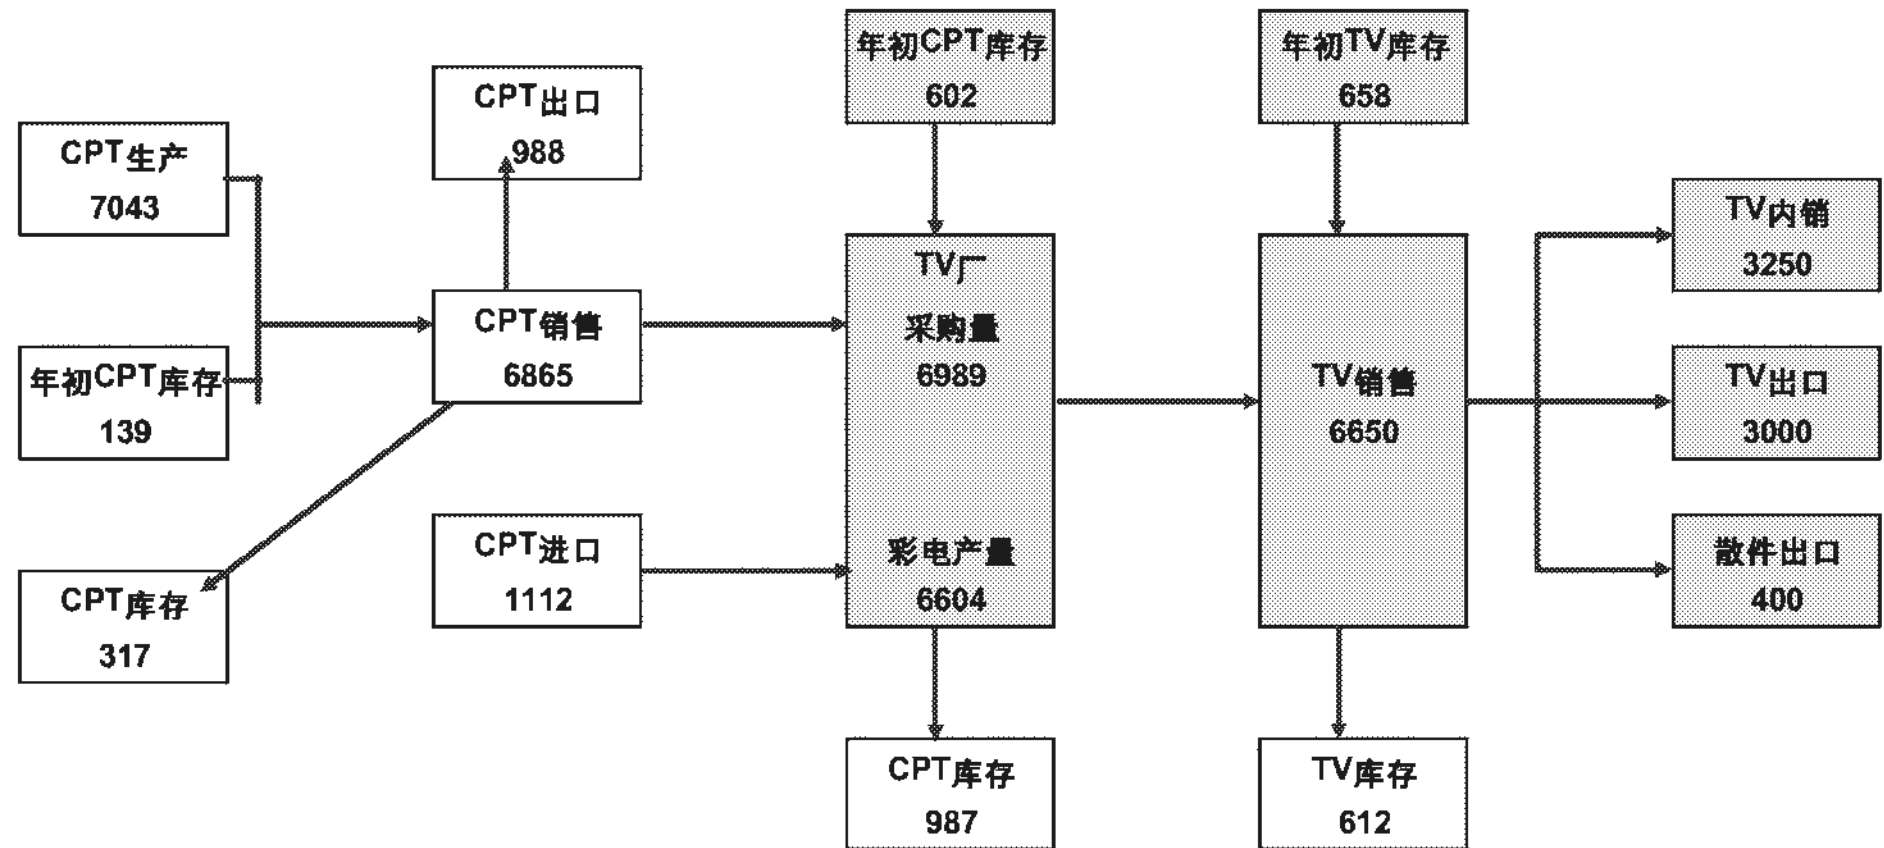 年初CPT库存
602
年初TV库存
658
CPT出口
988
CPT生产
7043
TV内销
3250
TV厂
采购量
6989
CPT销售
6865
年初CPT库存
139
TV销售
6650
TV出口
3000
CPT进口
1112
彩电产量
6604
散件出口
400
CPT库存
317
CPT库存
987
TV库存
612